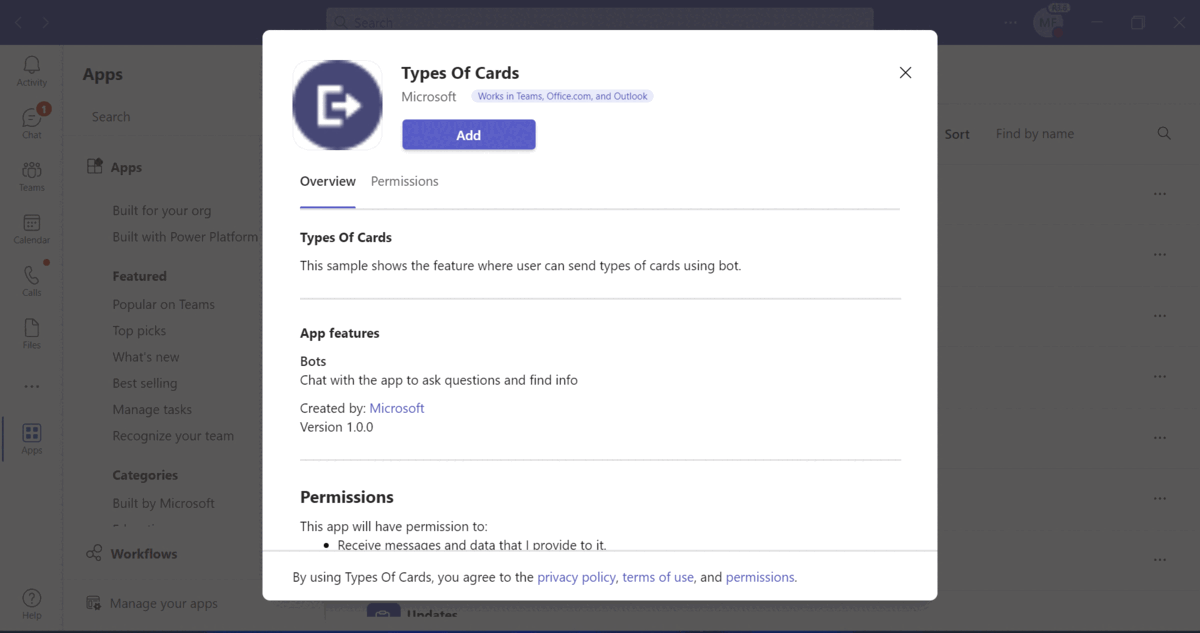 Search
ALS
MF
Activity
Chat
1
Teams
Calendar
Calls
Files
Apps
Help
Apps
Search
Apps
Built for your org
Built with Power Platform
Featured
Popular on Teams
Top picks
What's new
Best selling
Manage tasks
Recognize your team
Categories
Built by Microsoft
Workflows
Manage your apps
Sort
Find by name
Types Of Cards
Microsoft
Works in Teams, Office.com, and Outlook
Add
Overview
Permissions
Types Of Cards
This sample shows the feature where user can send types of cards using bot.
App features
Bots
Chat with the app to ask questions and find info
Created by: Microsoft
Version 1.0.0
Permissions
This app will have permission to:
Receive messages and data that I provide to it.
By using Types Of Cards, you agree to the privacy policy, terms of use, and permissions.
Updates